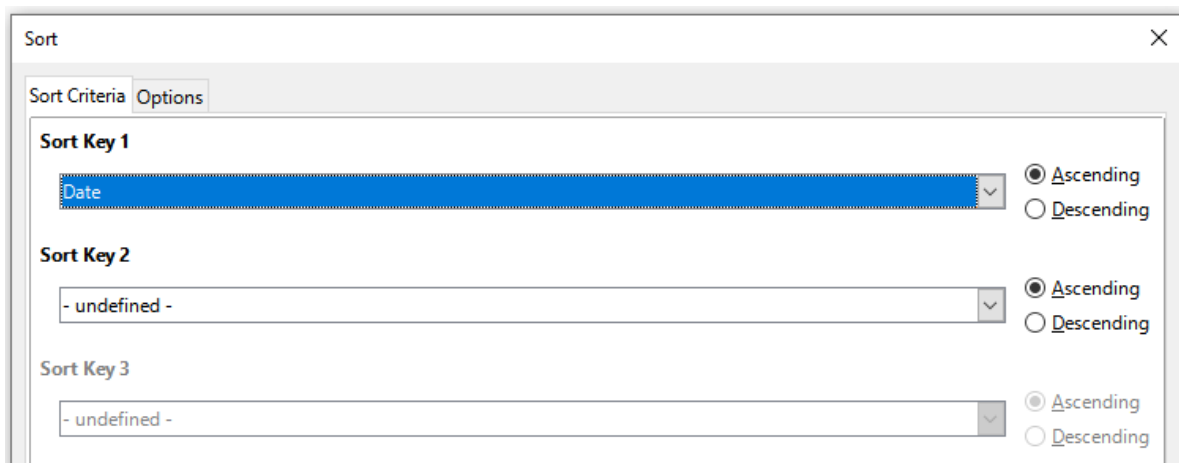 Sort
Sort Criteria Options
Sort Key 1
Date
Ascending
Descending
Sort Key 2
- undefined -
Ascending
Descending
Sort Key 3
- undefined -
Ascending
Descending